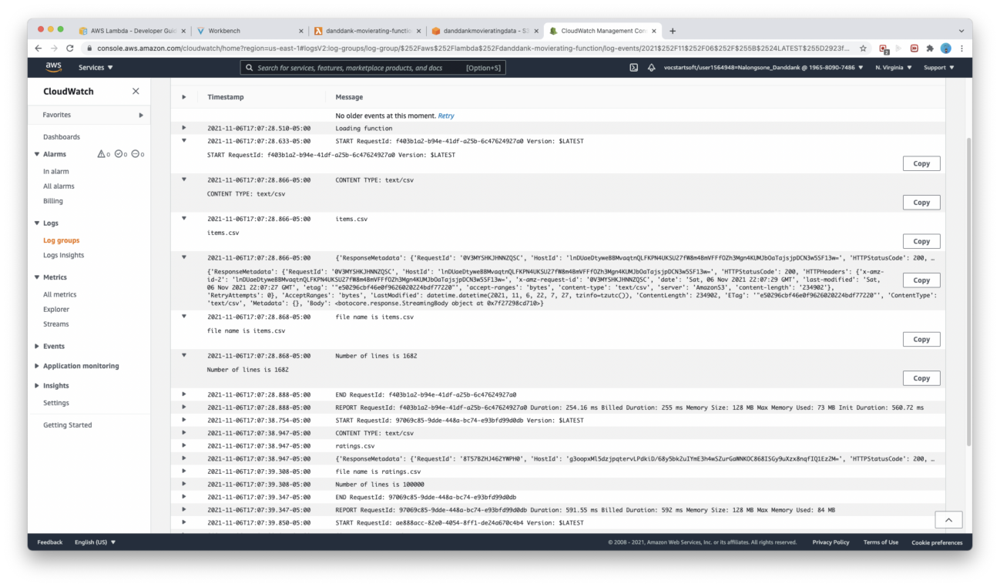 AWS Lambda - Developer Guid
Workbench
danddank-movierating-functio
danddankmovieratingdata - S3
CloudWatch Management Con
console.aws.amazon.com/cloudwatch/home?region=us-east-1#logsV2:log-groups/log-group/$252Faws$252Flambda$252Fdanddank-movierating-function/log-events/2021$252F11$252F06$252F$255B$2524LATEST$255D2923f...
aws Services
Search for services, features, marketplace products, and docs [Option+S]
vocstartsoft/user1564948=Nalongsone_Danddank @ 1965-8090-7486 N. Virginia Support
CloudWatch
Favorites
Dashboards
Alarms 0 0 0
In alarm
All alarms
Billing
Logs
Log groups
Logs Insights
Metrics
All metrics
Explorer
Streams
Events
Application monitoring
Insights
Settings
Getting Started
Timestamp Message
No older events at this moment. Retry
2021-11-06T17:07:28.510-05:00 Loading function
2021-11-06T17:07:28.633-05:00 START RequestId: f403b1a2-b94e-41df-a25b-6c47624927a0 Version: $LATEST
START RequestId: f403b1a2-b94e-41df-a25b-6c47624927a0 Version: $LATEST
Copy
2021-11-06T17:07:28.866-05:00 CONTENT TYPE: text/csv
CONTENT TYPE: text/csv
Copy
2021-11-06T17:07:28.866-05:00 items.csv
items.csv
Copy
2021-11-06T17:07:28.866-05:00 {'ResponseMetadata': {'RequestId': '0V3MYSHKJHNNZQSC', 'HostId': 'lnDUaeDtyweBBMvaqtnQLFKPN4UKSU27fW8m4BmVFFfOZh3Mgn4KUMJbOaTajsjpDCN3w5SF13w=', 'HTTPStatusCode': 200, …
{'ResponseMetadata': {'RequestId': '0V3MYSHKJHNNZQSC', 'HostId': 'lnDUaeDtyweBBMvaqtnQLFKPN4UKSU27fW8m4BmVFFfOZh3Mgn4KUMJbOaTajsjpDCN3w5SF13w=', 'HTTPStatusCode': 200, 'HTTPHeaders': {'x-amz-
id-2': 'lnDUaeDtyweBBMvaqtnQLFKPN4UKSU27fW8m4BmVFFfOZh3Mgn4KUMJbOaTajsjpDCN3w5SF13w=', 'x-amz-request-id': '0V3MYSHKJHNNZQSC', 'date': 'Sat, 06 Nov 2021 22:07:29 GMT', 'last-modified': 'Sat,
06 Nov 2021 22:07:27 GMT', 'etag': '"e50296cbf46e0f9626020224bdf77220"', 'accept-ranges': 'bytes', 'content-type': 'text/csv', 'server': 'AmazonS3', 'content-length': '234902'},
'RetryAttempts': 0}, 'AcceptRanges': 'bytes', 'LastModified': datetime.datetime(2021, 11, 6, 22, 7, 27, tzinfo=tzutc()), 'ContentLength': 234902, 'ETag': '"e50296cbf46e0f9626020224bdf77220"', 'ContentType':
'text/csv', 'Metadata': {}, 'Body': <botocore.response.StreamingBody object at 0x7f27298cd710>}
Copy
2021-11-06T17:07:28.868-05:00 file name is items.csv
file name is items.csv
Copy
2021-11-06T17:07:28.868-05:00 Number of lines is 1682
Number of lines is 1682
Copy
2021-11-06T17:07:28.888-05:00 END RequestId: f403b1a2-b94e-41df-a25b-6c47624927a0
2021-11-06T17:07:28.888-05:00 REPORT RequestId: f403b1a2-b94e-41df-a25b-6c47624927a0 Duration: 254.16 ms Billed Duration: 255 ms Memory Size: 128 MB Max Memory Used: 73 MB Init Duration: 560.72 ms
2021-11-06T17:07:38.754-05:00 START RequestId: 97069c85-9dde-448a-bc74-e93bfd99d0db Version: $LATEST
2021-11-06T17:07:38.947-05:00 CONTENT TYPE: text/csv
2021-11-06T17:07:38.947-05:00 ratings.csv
2021-11-06T17:07:38.947-05:00 {'ResponseMetadata': {'RequestId': '8T57BZHJ462YWPH0', 'HostId': 'g3oopxMl5dzjpqtervLPdkiD/68y5bk2uIYmE3h4wSZurGaWNKOC868ISGy9uXzx8nqfIQ1Ez2M=', 'HTTPStatusCode': 200, …
2021-11-06T17:07:39.308-05:00 file name is ratings.csv
2021-11-06T17:07:39.308-05:00 Number of lines is 100000
2021-11-06T17:07:39.347-05:00 END RequestId: 97069c85-9dde-448a-bc74-e93bfd99d0db
2021-11-06T17:07:39.347-05:00 REPORT RequestId: 97069c85-9dde-448a-bc74-e93bfd99d0db Duration: 591.55 ms Billed Duration: 592 ms Memory Size: 128 MB Max Memory Used: 84 MB
2021-11-06T17:07:39.850-05:00 START RequestId: ae888acc-82e0-4054-8ff1-de24a670c4b4 Version: $LATEST
Feedback English (US)
© 2008 - 2021, Amazon Web Services, Inc. or its affiliates. All rights reserved. Privacy Policy Terms of Use Cookie preferences